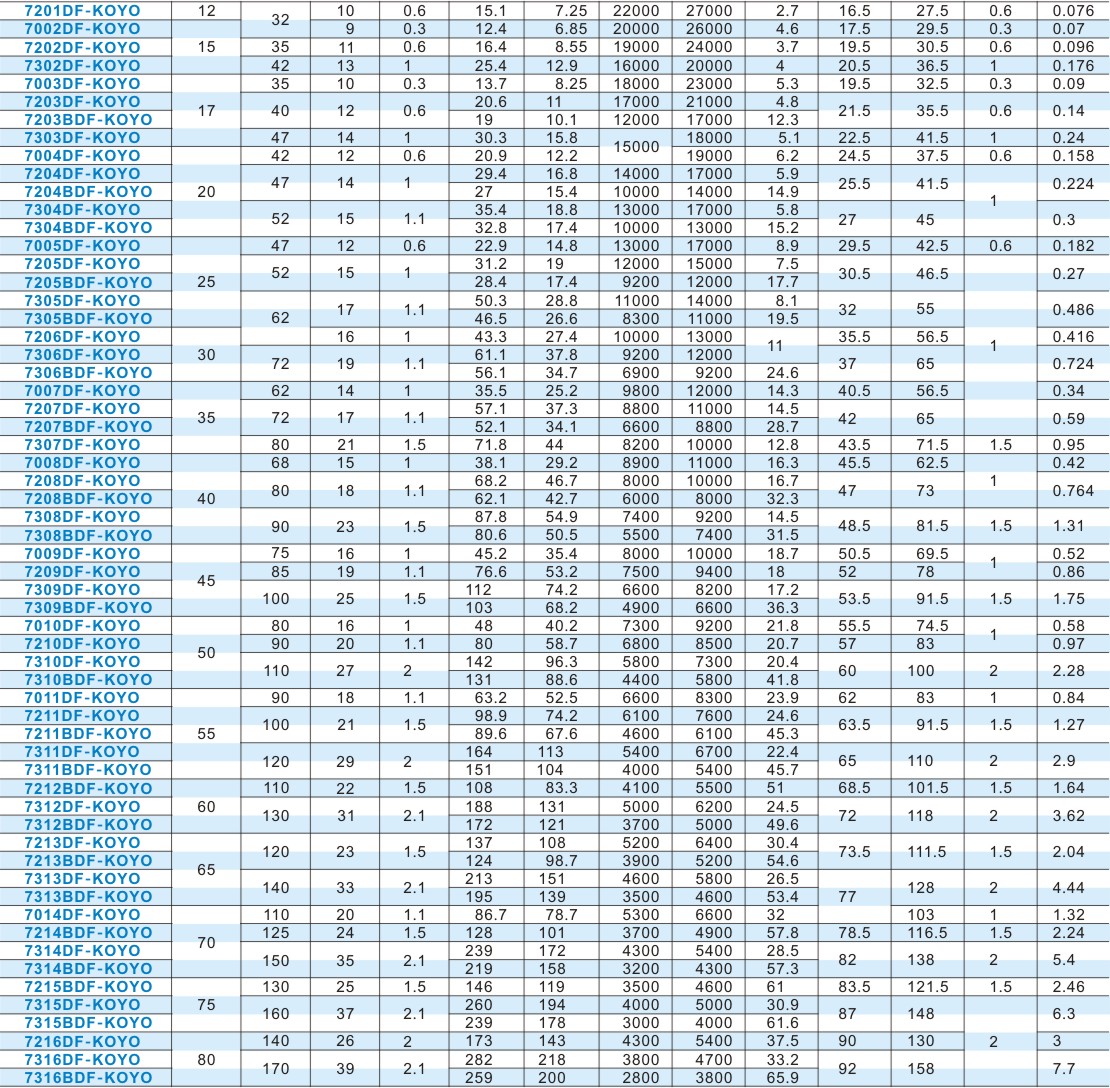 7201DF-KOYO 12 32 10 0.6 15.1 7.25 22000 27000 2.7 16.5 27.5 0.6 0.076
7002DF-KOYO 9 0.3 12.4 6.85 20000 26000 4.6 17.5 29.5 0.3 0.07
7202DF-KOYO 15 35 11 0.6 16.4 8.55 19000 24000 3.7 19.5 30.5 0.6 0.096
7302DF-KOYO 42 13 1 25.4 12.9 16000 20000 4 20.5 36.5 1 0.176
7003DF-KOYO 35 10 0.3 13.7 8.25 18000 23000 5.3 19.5 32.5 0.3 0.09
7203DF-KOYO 17 40 12 0.6 20.6 11 17000 21000 4.8 21.5 35.5 0.6 0.14
7203BDF-KOYO 19 10.1 12000 17000 12.3
7303DF-KOYO 47 14 1 30.3 15.8 15000 18000 5.1 22.5 41.5 1 0.24
7004DF-KOYO 42 12 0.6 20.9 12.2 19000 6.2 24.5 37.5 0.6 0.158
7204DF-KOYO 47 14 1 29.4 16.8 14000 17000 5.9 25.5 41.5 0.224
7204BDF-KOYO 20 27 15.4 10000 14000 14.9 1
7304DF-KOYO 52 15 1.1 35.4 18.8 13000 17000 5.8 27 45 0.3
7304BDF-KOYO 32.8 17.4 10000 13000 15.2
7005DF-KOYO 47 12 0.6 22.9 14.8 13000 17000 8.9 29.5 42.5 0.6 0.182
7205DF-KOYO 52 15 1 31.2 19 12000 15000 7.5 30.5 46.5 0.27
7205BDF-KOYO 25 28.4 17.4 9200 12000 17.7
7305DF-KOYO 62 17 1.1 50.3 28.8 11000 14000 8.1 32 55 0.486
7305BDF-KOYO 46.5 26.6 8300 11000 19.5
7206DF-KOYO 16 1 43.3 27.4 10000 13000 11 35.5 56.5 1 0.416
7306DF-KOYO 30 72 19 1.1 61.1 37.8 9200 12000 37 65 0.724
7306BDF-KOYO 56.1 34.7 6900 9200 24.6
7007DF-KOYO 62 14 1 35.5 25.2 9800 12000 14.3 40.5 56.5 0.34
7207DF-KOYO 35 72 17 1.1 57.1 37.3 8800 11000 14.5 42 65 0.59
7207BDF-KOYO 52.1 34.1 6600 8800 28.7
7307DF-KOYO 80 21 1.5 71.8 44 8200 10000 12.8 43.5 71.5 1.5 0.95
7008DF-KOYO 68 15 1 38.1 29.2 8900 11000 16.3 45.5 62.5 1 0.42
7208DF-KOYO 80 18 1.1 68.2 46.7 8000 10000 16.7 47 73 0.764
7208BDF-KOYO 40 62.1 42.7 6000 8000 32.3
7308DF-KOYO 90 23 1.5 87.8 54.9 7400 9200 14.5 48.5 81.5 1.5 1.31
7308BDF-KOYO 80.6 50.5 5500 7400 31.5
7009DF-KOYO 75 16 1 45.2 35.4 8000 10000 18.7 50.5 69.5 1 0.52
7209DF-KOYO 45 85 19 1.1 76.6 53.2 7500 9400 18 52 78 0.86
7309DF-KOYO 100 25 1.5 112 74.2 6600 8200 17.2 53.5 91.5 1.5 1.75
7309BDF-KOYO 103 68.2 4900 6600 36.3
7010DF-KOYO 80 16 1 48 40.2 7300 9200 21.8 55.5 74.5 1 0.58
7210DF-KOYO 50 90 20 1.1 80 58.7 6800 8500 20.7 57 83 0.97
7310DF-KOYO 110 27 2 142 96.3 5800 7300 20.4 60 100 2 2.28
7310BDF-KOYO 131 88.6 4400 5800 41.8
7011DF-KOYO 90 18 1.1 63.2 52.5 6600 8300 23.9 62 83 1 0.84
7211DF-KOYO 55 100 21 1.5 98.9 74.2 6100 7600 24.6 63.5 91.5 1.5 1.27
7211BDF-KOYO 89.6 67.6 4600 6100 45.3
7311DF-KOYO 120 29 2 164 113 5400 6700 22.4 65 110 2 2.9
7311BDF-KOYO 151 104 4000 5400 45.7
7212BDF-KOYO 110 22 1.5 108 83.3 4100 5500 51 68.5 101.5 1.5 1.64
7312DF-KOYO 60 130 31 2.1 188 131 5000 6200 24.5 72 118 2 3.62
7312BDF-KOYO 172 121 3700 5000 49.6
7213DF-KOYO 120 23 1.5 137 108 5200 6400 30.4 73.5 111.5 1.5 2.04
7213BDF-KOYO 65 124 98.7 3900 5200 54.6
7313DF-KOYO 140 33 2.1 213 151 4600 5800 26.5 77 128 2 4.44
7313BDF-KOYO 195 139 3500 4600 53.4
7014DF-KOYO 110 20 1.1 86.7 78.7 5300 6600 32 103 1 1.32
7214BDF-KOYO 70 125 24 1.5 128 101 3700 4900 57.8 78.5 116.5 1.5 2.24
7314DF-KOYO 150 35 2.1 239 172 4300 5400 28.5 82 138 2 5.4
7314BDF-KOYO 219 158 3200 4300 57.3
7215BDF-KOYO 130 25 1.5 146 119 3500 4600 61 83.5 121.5 1.5 2.46
7315DF-KOYO 75 160 37 2.1 260 194 4000 5000 30.9 87 148 6.3
7315BDF-KOYO 239 178 3000 4000 61.6
7216DF-KOYO 140 26 2 173 143 4300 5400 37.5 90 130 2 3
7316DF-KOYO 80 170 39 2.1 282 218 3800 4700 33.2 92 158 7.7
7316BDF-KOYO 259 200 2800 3800 65.9